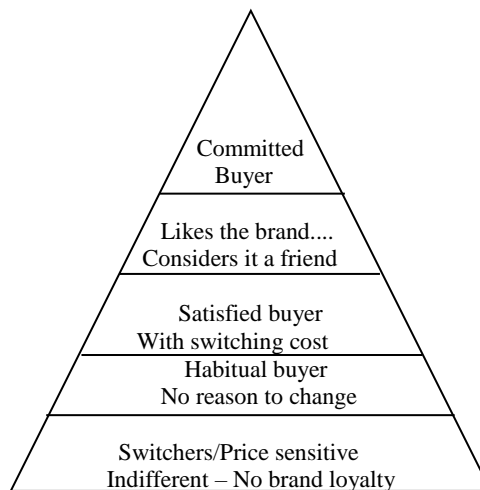 Committed
Buyer
Likes the brand....
Considers it a friend
Satisfied buyer
With switching cost
Habitual buyer
No reason to change
Switchers/Price sensitive
Indifferent – No brand loyalty